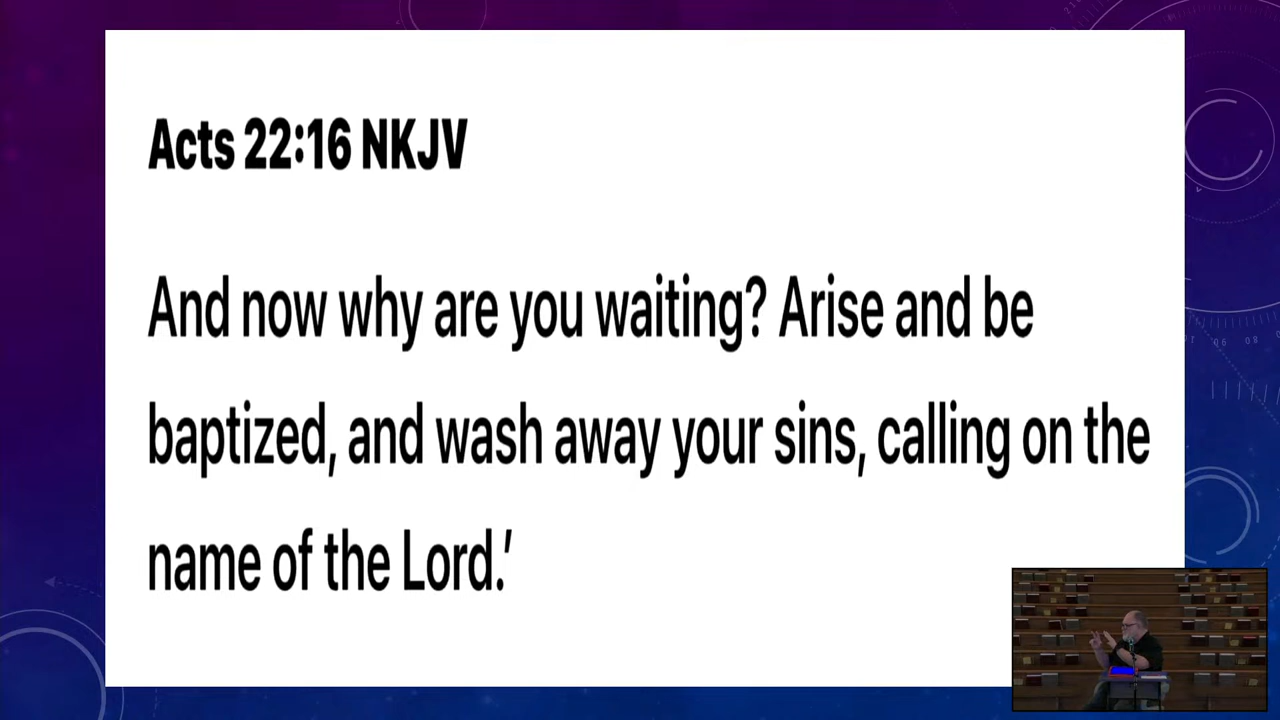 Acts 22:16 NKJV
And now why are you waiting? Arise and be
baptized, and wash away your sins, calling on the
name of the Lord.’